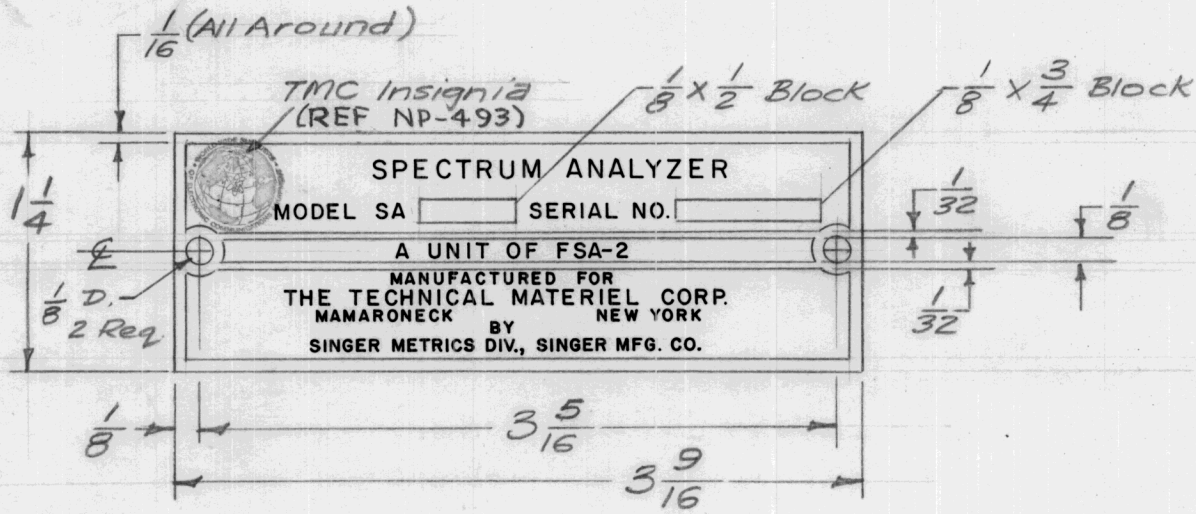 1/16 (All Around)
TMC Insignia
(REF NP-493)
1/8 x 1/2 Block
1/8 x 3/4 Block
SPECTRUM ANALYZER
MODEL SA SERIAL NO.
A UNIT OF FSA-2
MANUFACTURED FOR
THE TECHNICAL MATERIEL CORP.
MAMARONECK NEW YORK
BY
SINGER METRICS DIV., SINGER MFG. CO.
1 1/4
℄
1/8 D.
2 Req
1/32
1/8
1/32
1/8
3 5/16
3 9/16